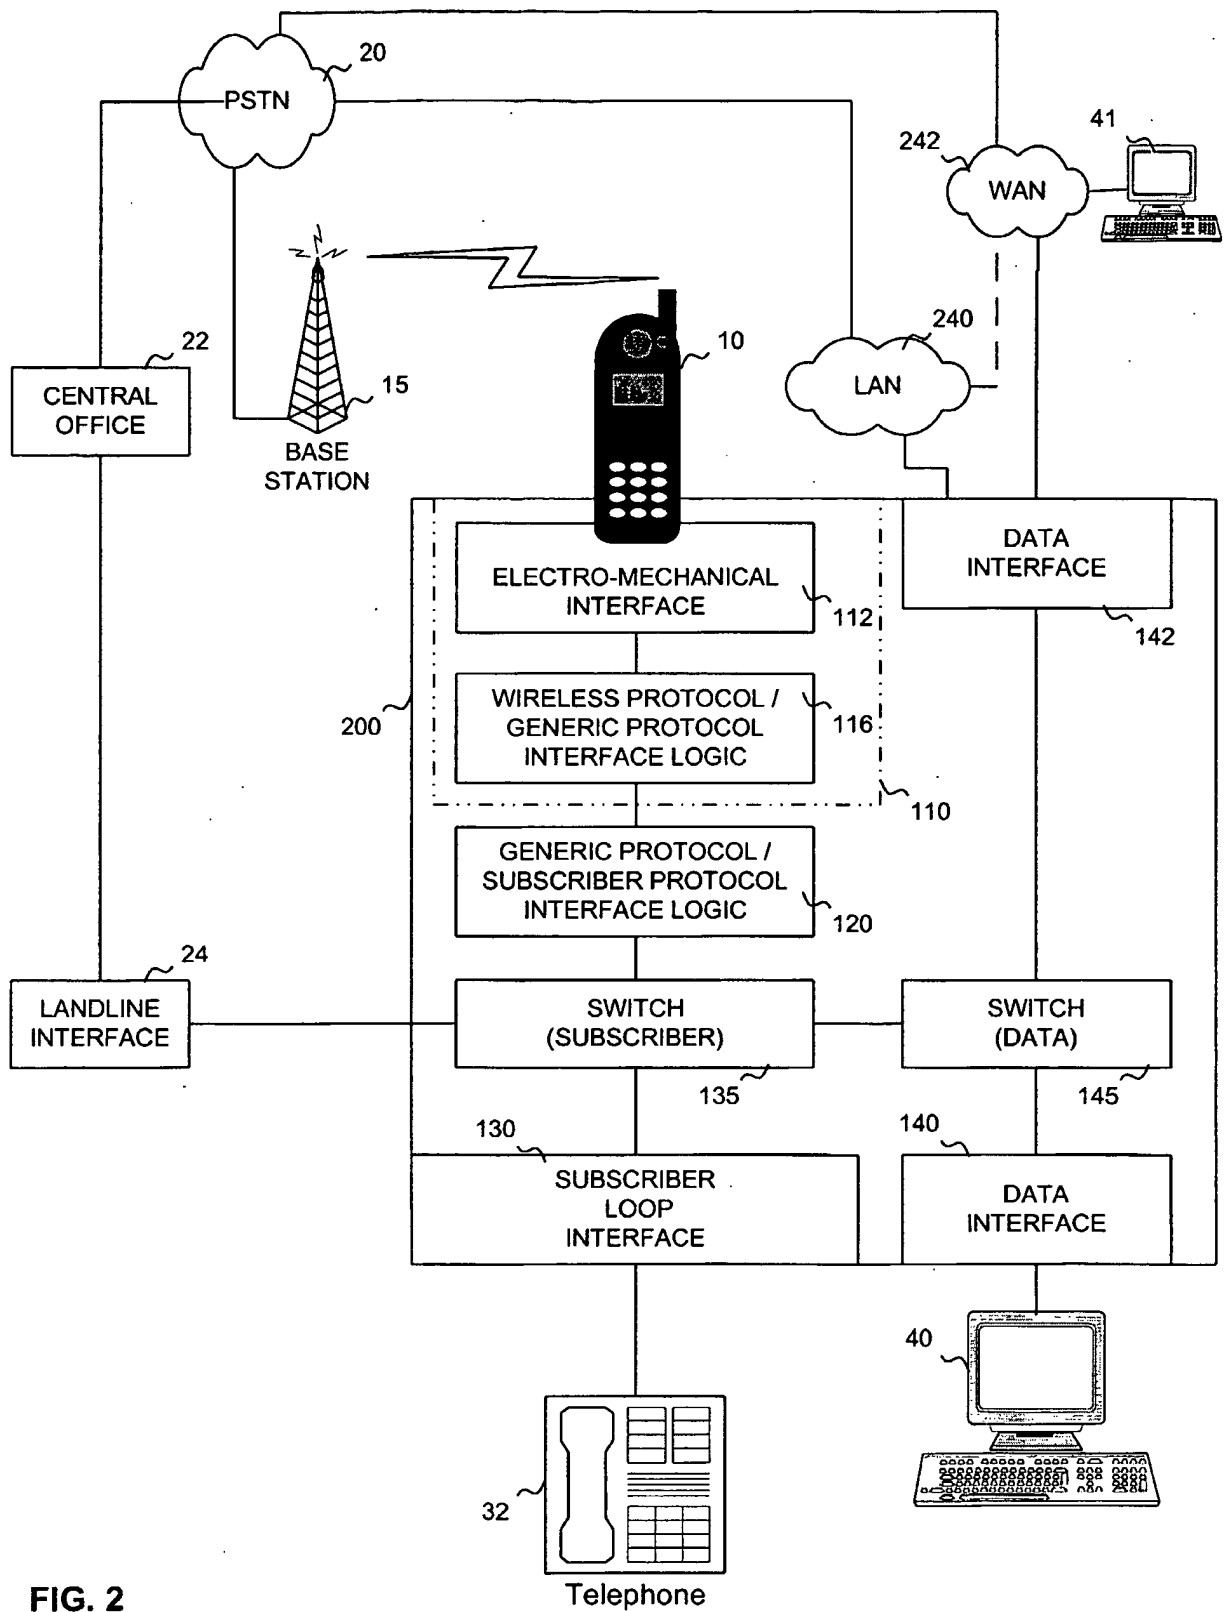 20
PSTN
41
242
WAN
240
LAN
22
10
15
CENTRAL
OFFICE
BASE
STATION
DATA
INTERFACE
142
ELECTRO-MECHANICAL
INTERFACE
112
200
WIRELESS PROTOCOL /
GENERIC PROTOCOL
INTERFACE LOGIC
116
110
GENERIC PROTOCOL /
SUBSCRIBER PROTOCOL
INTERFACE LOGIC
120
24
LANDLINE
INTERFACE
SWITCH
(SUBSCRIBER)
135
SWITCH
(DATA)
145
130
SUBSCRIBER
LOOP
INTERFACE
140
DATA
INTERFACE
40
32
Telephone
FIG. 2